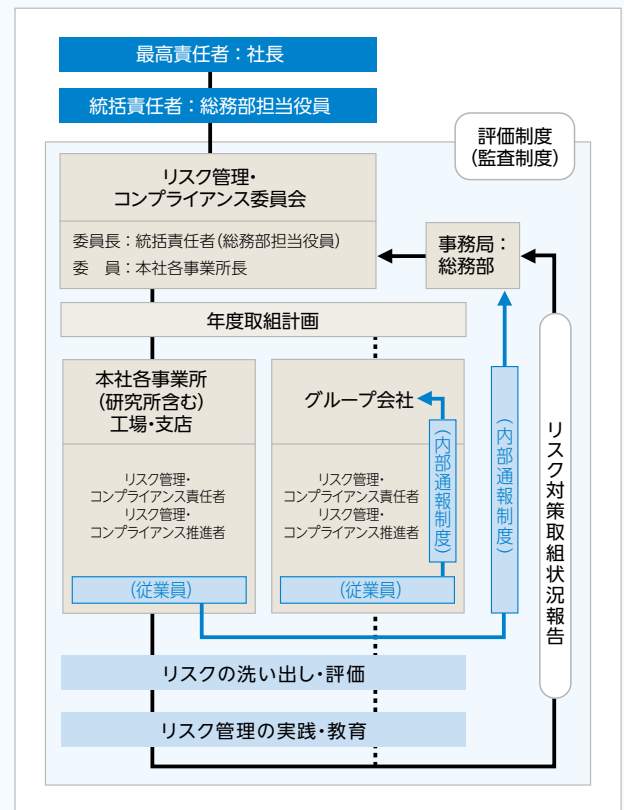 最高責任者：社長
統括責任者：総務部担当役員
評価制度
(監査制度)
リスク管理・
コンプライアンス委員会
委員長：統括責任者(総務部担当役員)
委　員：本社各事業所長
事務局：
総務部
年度取組計画
本社各事業所
(研究所含む)
工場・支店
リスク管理・
コンプライアンス責任者
リスク管理・
コンプライアンス推進者
(従業員)
グループ会社
リスク管理・
コンプライアンス責任者
リスク管理・
コンプライアンス推進者
(従業員)
(内部通報制度)
(内部通報制度)
リスク対策取組状況報告
リスクの洗い出し・評価
リスク管理の実践・教育